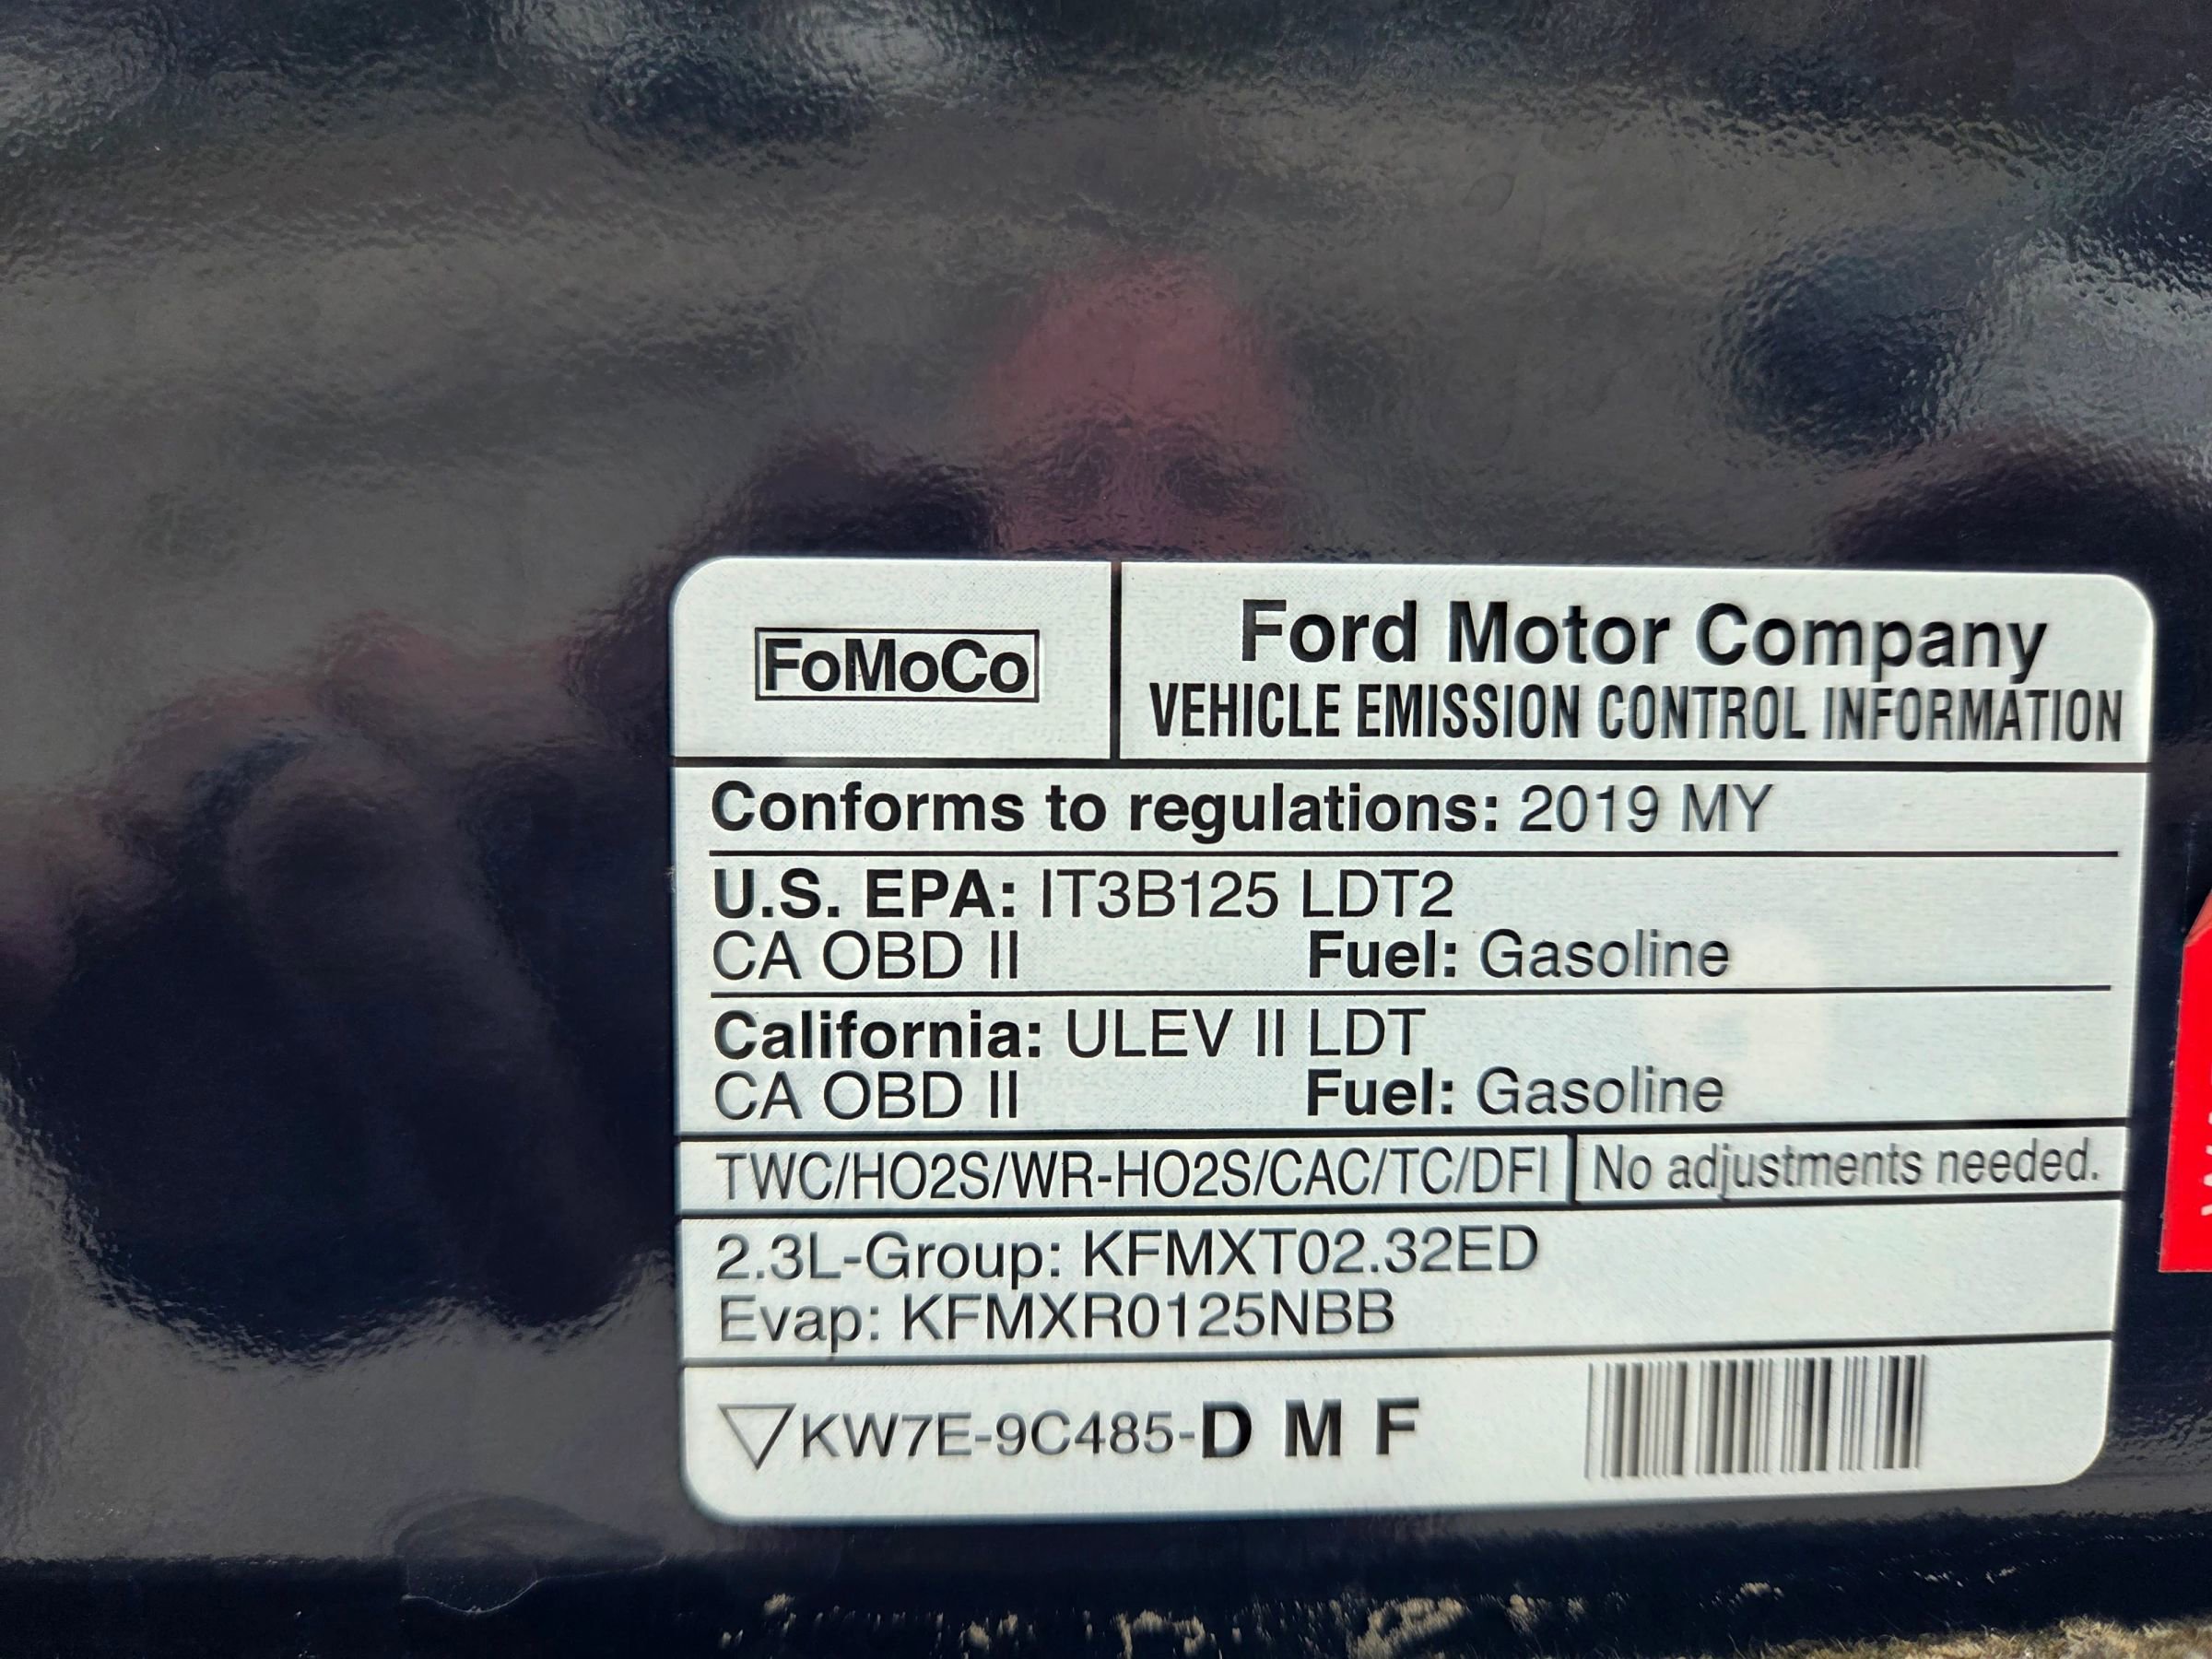 FoMoCo
Ford Motor Company
VEHICLE EMISSION CONTROL INFORMATION
Conforms to regulations: 2019 MY
U.S. EPA: IT3B125 LDT2
CA OBD II Fuel: Gasoline
California: ULEV II LDT
CA OBD II Fuel: Gasoline
TWC/HO2S/WR-HO2S/CAC/TC/DFI No adjustments needed.
2.3L-Group: KFMXT02.32ED
Evap: KFMXR0125NBB
KW7E-9C485-D M F